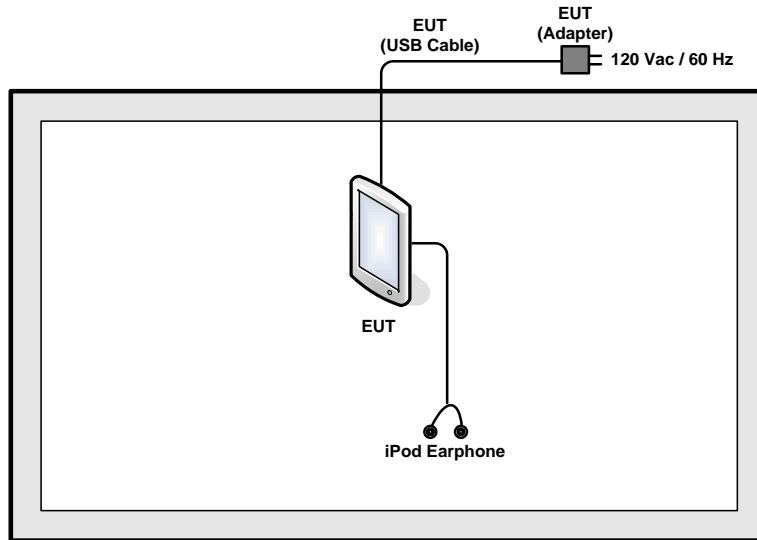 EUT
(USB Cable)
EUT
(Adapter)
120 Vac / 60 Hz
EUT
iPod Earphone